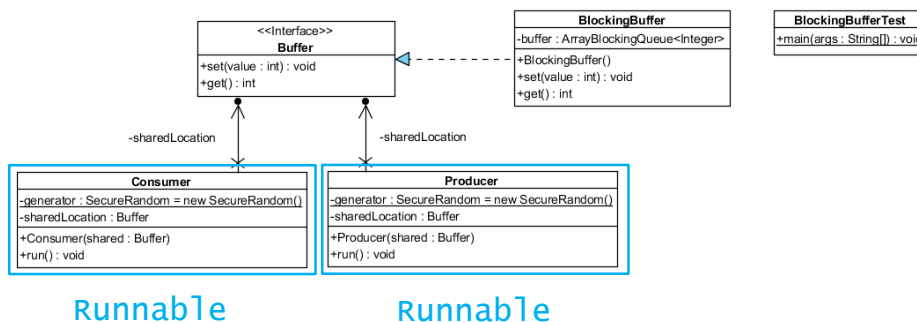 <<Interface>>
Buffer
+set(value : int) : void
+get() : int
BlockingBuffer
-buffer : ArrayBlockingQueue<Integer>
+BlockingBuffer()
+set(value : int) : void
+get() : int
BlockingBufferTest
+main(args : String[]) : void
-sharedLocation
-sharedLocation
Consumer
-generator : SecureRandom = new SecureRandom()
-sharedLocation : Buffer
+Consumer(shared : Buffer)
+run() : void
Producer
-generator : SecureRandom = new SecureRandom()
-sharedLocation : Buffer
+Producer(shared : Buffer)
+run() : void
Runnable
Runnable